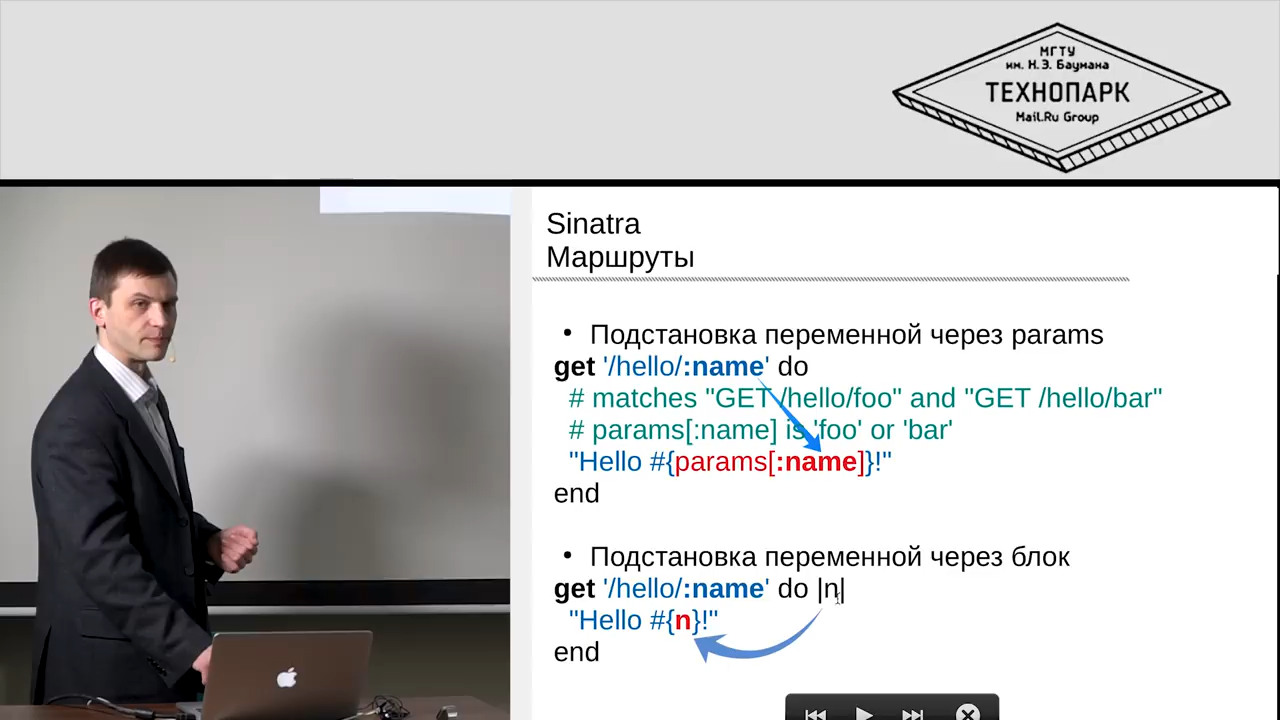 МГТУ
им. Н.Э. Баумана
ТЕХНОПАРК
Mail.Ru Group
Sinatra
Маршруты
• Подстановка переменной через params
get '/hello/:name' do
# matches "GET /hello/foo" and "GET /hello/bar"
# params[:name] is 'foo' or 'bar'
"Hello #{params[:name]}!"
end
• Подстановка переменной через блок
get '/hello/:name' do |n|
"Hello #{n}!"
end